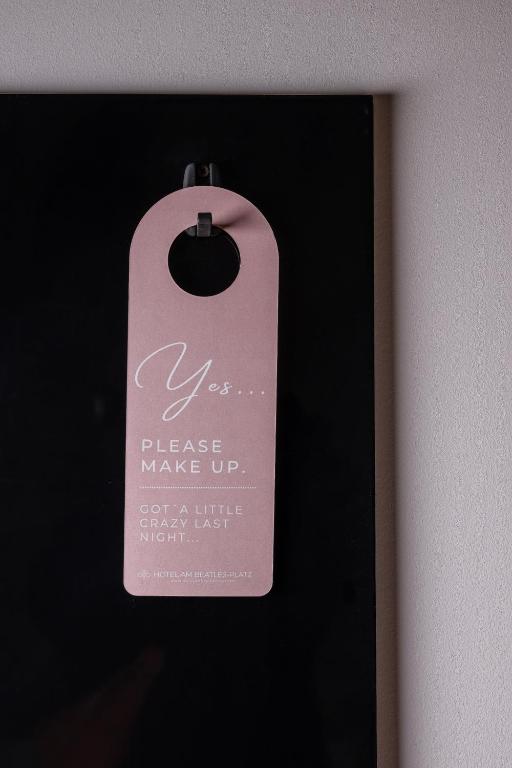 Yes...
PLEASE
MAKE UP.
GOT´A LITTLE
CRAZY LAST
NIGHT...
HOTEL AM BEATLES-PLATZ